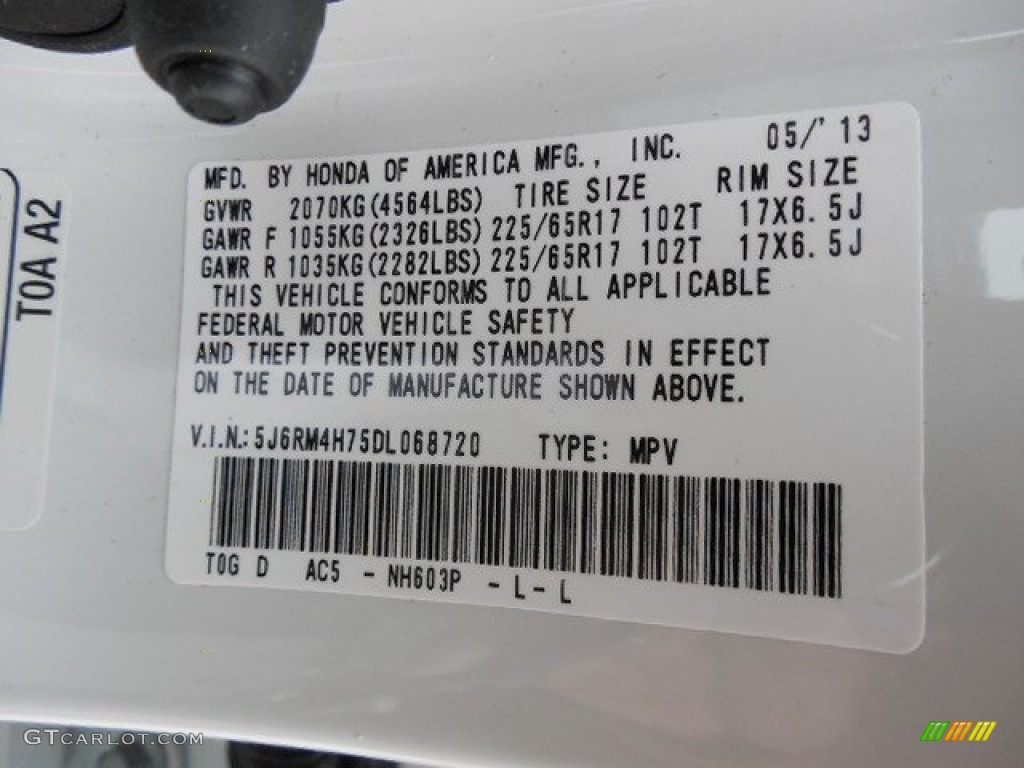 MFD. BY HONDA OF AMERICA MFG., INC. 05/'13
GVWR 2070KG(4564LBS) TIRE SIZE RIM SIZE
GAWR F 1055KG(2326LBS) 225/65R17 102T 17X6.5J
GAWR R 1035KG(2282LBS) 225/65R17 102T 17X6.5J
THIS VEHICLE CONFORMS TO ALL APPLICABLE
FEDERAL MOTOR VEHICLE SAFETY
AND THEFT PREVENTION STANDARDS IN EFFECT
ON THE DATE OF MANUFACTURE SHOWN ABOVE.
V.I.N.: 5J6RM4H75DL068720 TYPE: MPV
T0G D AC5 - NH603P - L - L
T0A A2
GTCARLOT.COM